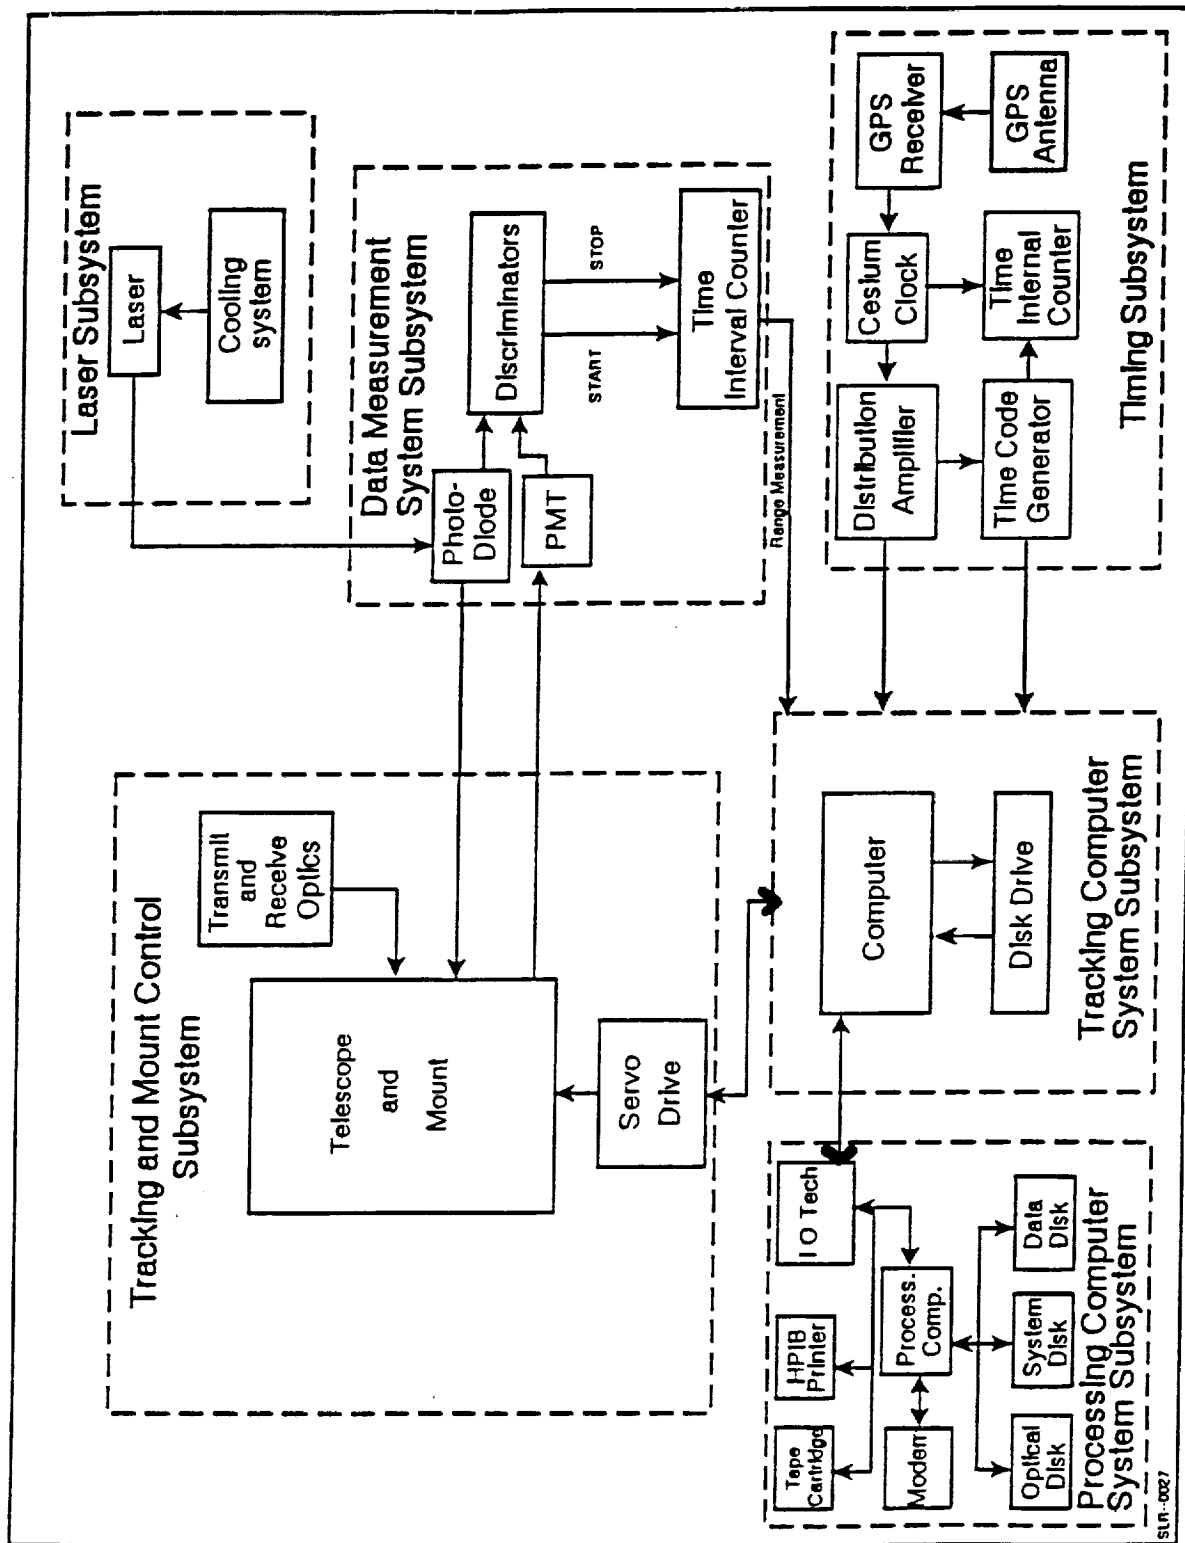 Laser Subsystem
Laser
Cooling
system
Data Measurement
System Subsystem
Photo-
Diode
PMT
Discriminators
START
STOP
Time
Interval Counter
Range Measurement
Tracking and Mount Control
Subsystem
Transmit
and
Receive
Optics
Telescope
and
Mount
Servo
Drive
Timing Subsystem
GPS
Receiver
GPS
Antenna
Cesium
Clock
Time
Internal
Counter
Distribution
Amplifier
Time Code
Generator
Tracking Computer
System Subsystem
Computer
Disk Drive
Processing Computer
System Subsystem
IO Tech
HPIB
Printer
Tape
Cartridge
Process.
Comp.
Modem
Data
Disk
System
Disk
Optical
Disk
SLR--0027